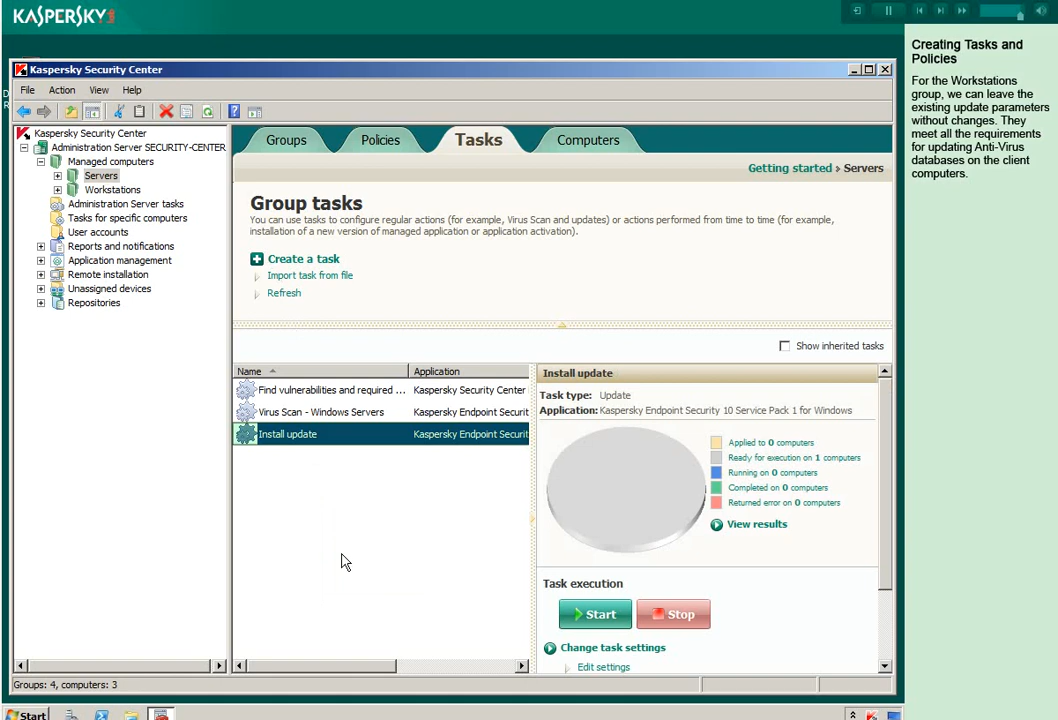 KASPERSKY
Creating Tasks and
Policies
For the Workstations
group, we can leave the
existing update parameters
without changes. They
meet all the requirements
for updating Anti-Virus
databases on the client
computers.
Kaspersky Security Center
File Action View Help
Kaspersky Security Center
Administration Server SECURITY-CENTER
Managed computers
Servers
Workstations
Administration Server tasks
Tasks for specific computers
User accounts
Reports and notifications
Application management
Remote installation
Unassigned devices
Repositories
Groups Policies Tasks Computers
Getting started › Servers
Group tasks
You can use tasks to configure regular actions (for example, Virus Scan and updates) or actions performed from time to time (for example,
installation of a new version of managed application or application activation).
Create a task
Import task from file
Refresh
Show inherited tasks
Name Application
Find vulnerabilities and required ... Kaspersky Security Center
Virus Scan - Windows Servers Kaspersky Endpoint Securit
Install update Kaspersky Endpoint Securit
Install update
Task type: Update
Application: Kaspersky Endpoint Security 10 Service Pack 1 for Windows
Applied to 0 computers
Ready for execution on 1 computers
Running on 0 computers
Completed on 0 computers
Returned error on 0 computers
View results
Task execution
Start Stop
Change task settings
Edit settings
Groups: 4, computers: 3
Start